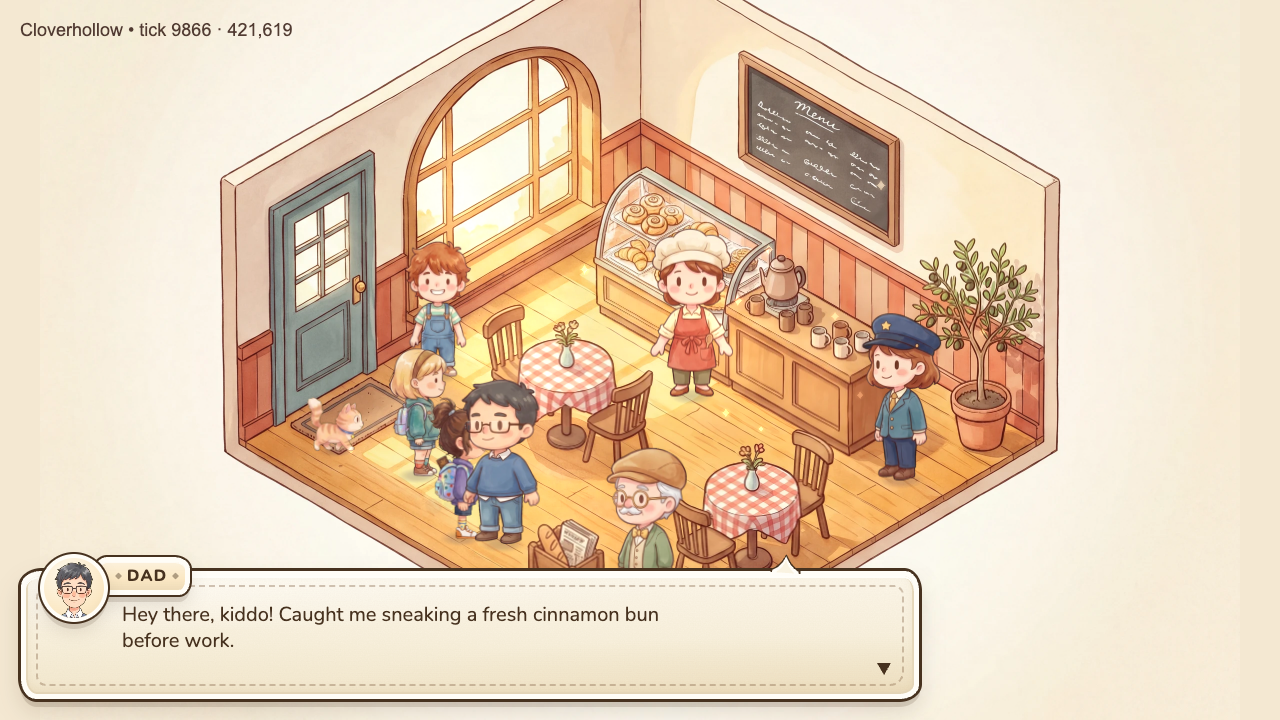 Cloverhollow • tick 9866 · 421,619
Menu
DAD
Hey there, kiddo! Caught me sneaking a fresh cinnamon bun
before work.